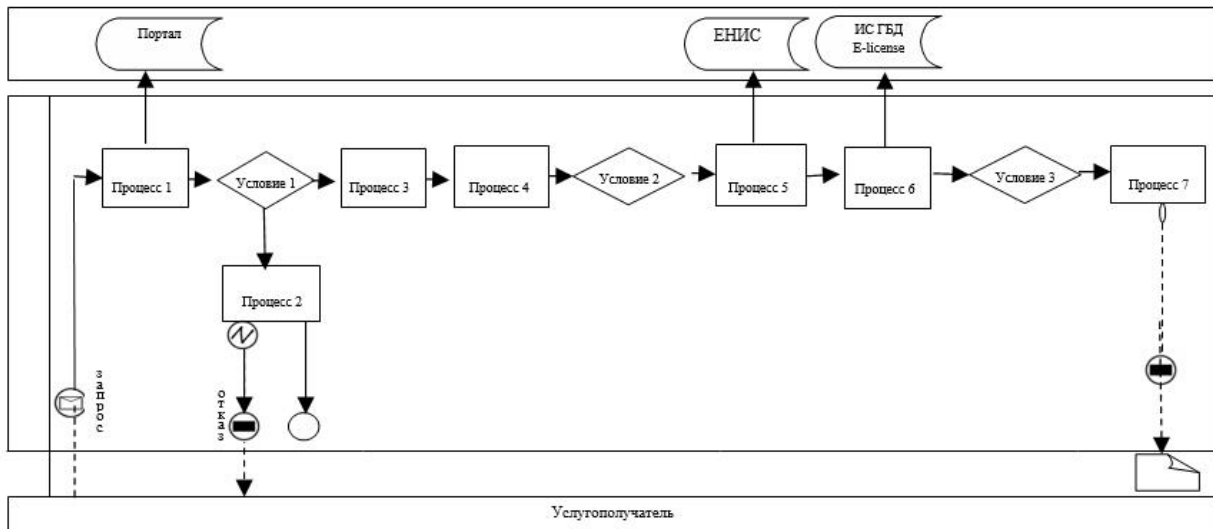 Портал
ЕНИС
ИС ГБД
E-license
Процесс 1
Условие 1
Процесс 3
Процесс 4
Условие 2
Процесс 5
Процесс 6
Условие 3
Процесс 7
Процесс 2
запрос
отказ
Услугополучатель